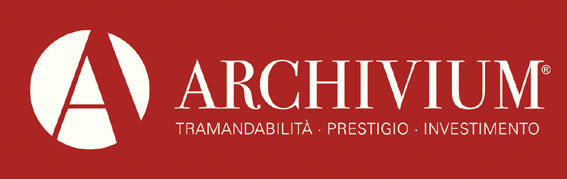 ARCHIVIUM®
TRAMANDABILITÀ · PRESTIGIO · INVESTIMENTO